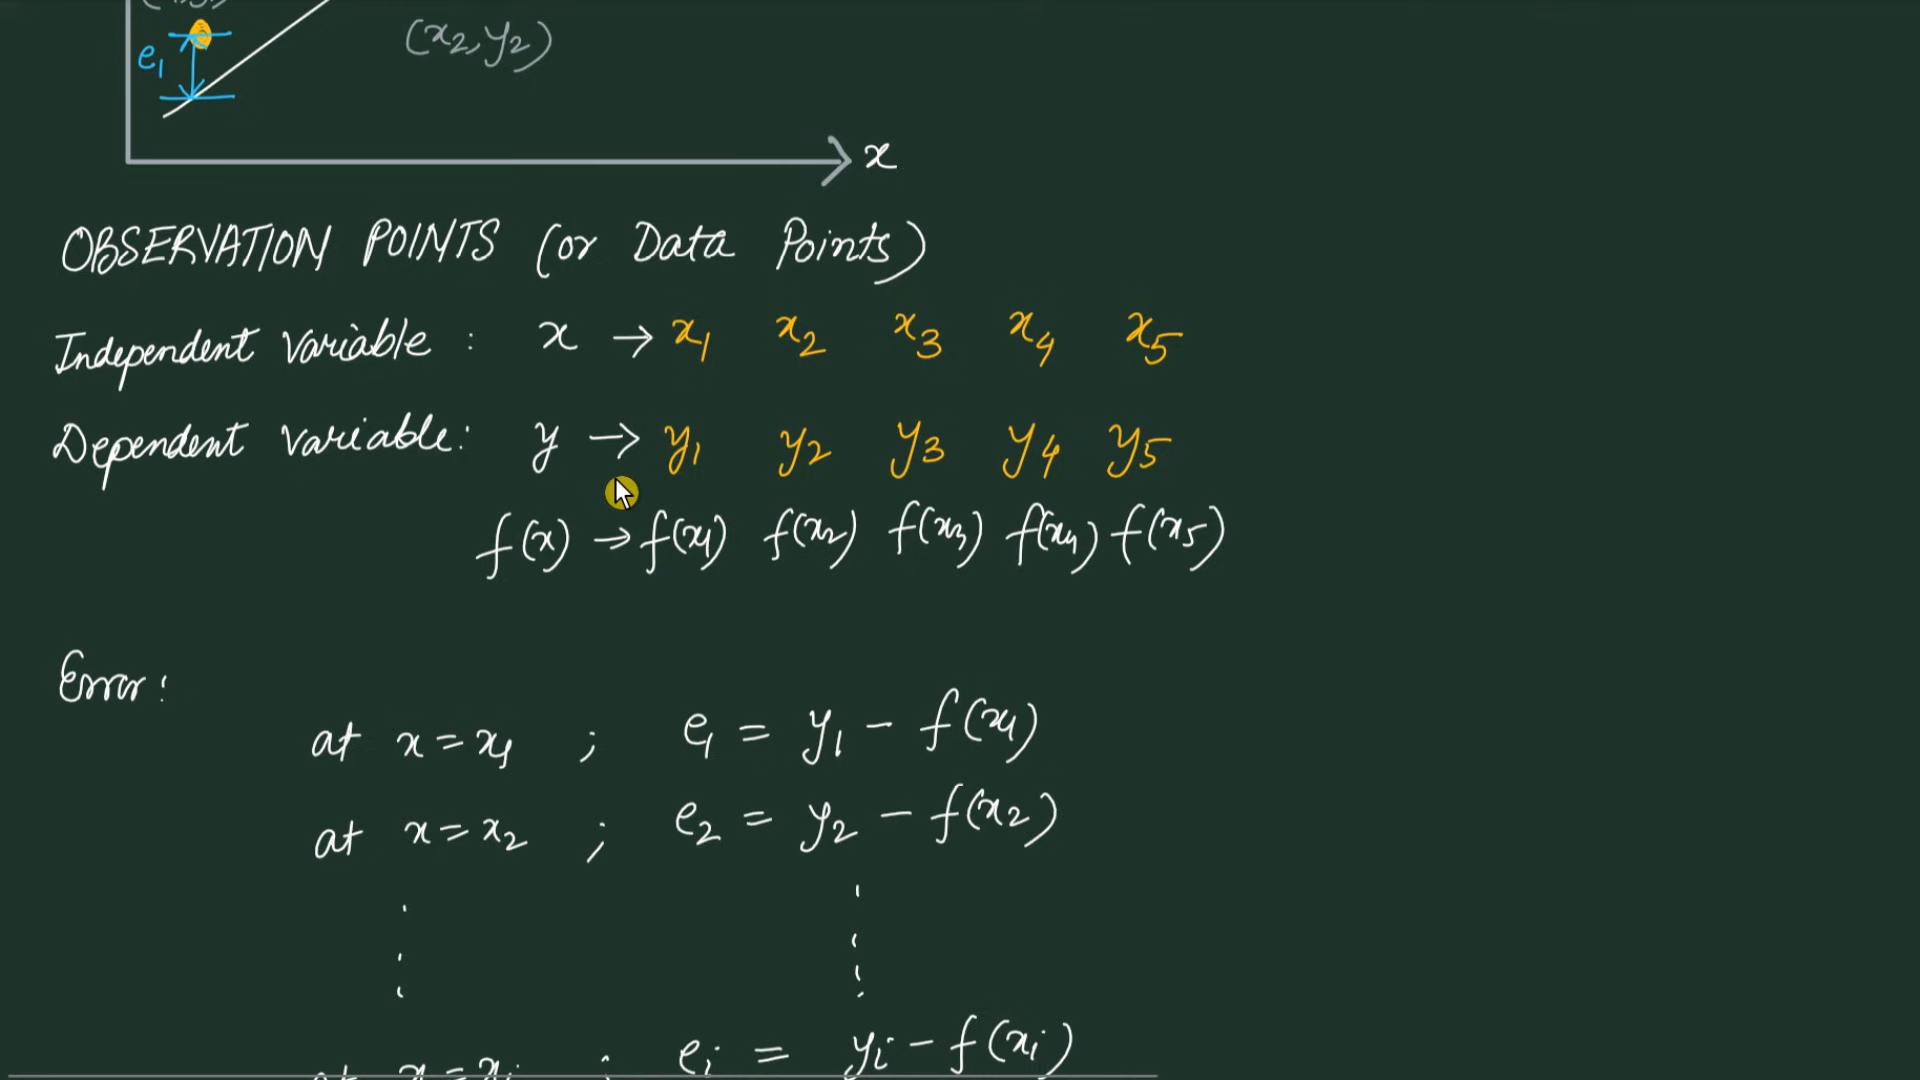 e₁
(x₂, y₂)
x
OBSERVATION POINTS (or Data Points)
Independent Variable : x → x₁ x₂ x₃ x₄ x₅
Dependent Variable: y → y₁ y₂ y₃ y₄ y₅
f(x) → f(x₁) f(x₂) f(x₃) f(x₄) f(x₅)
Error:
at x = x₁ ; e₁ = y₁ - f(x₁)
at x = x₂ ; e₂ = y₂ - f(x₂)
at x = xᵢ ; eᵢ = yᵢ - f(xᵢ)